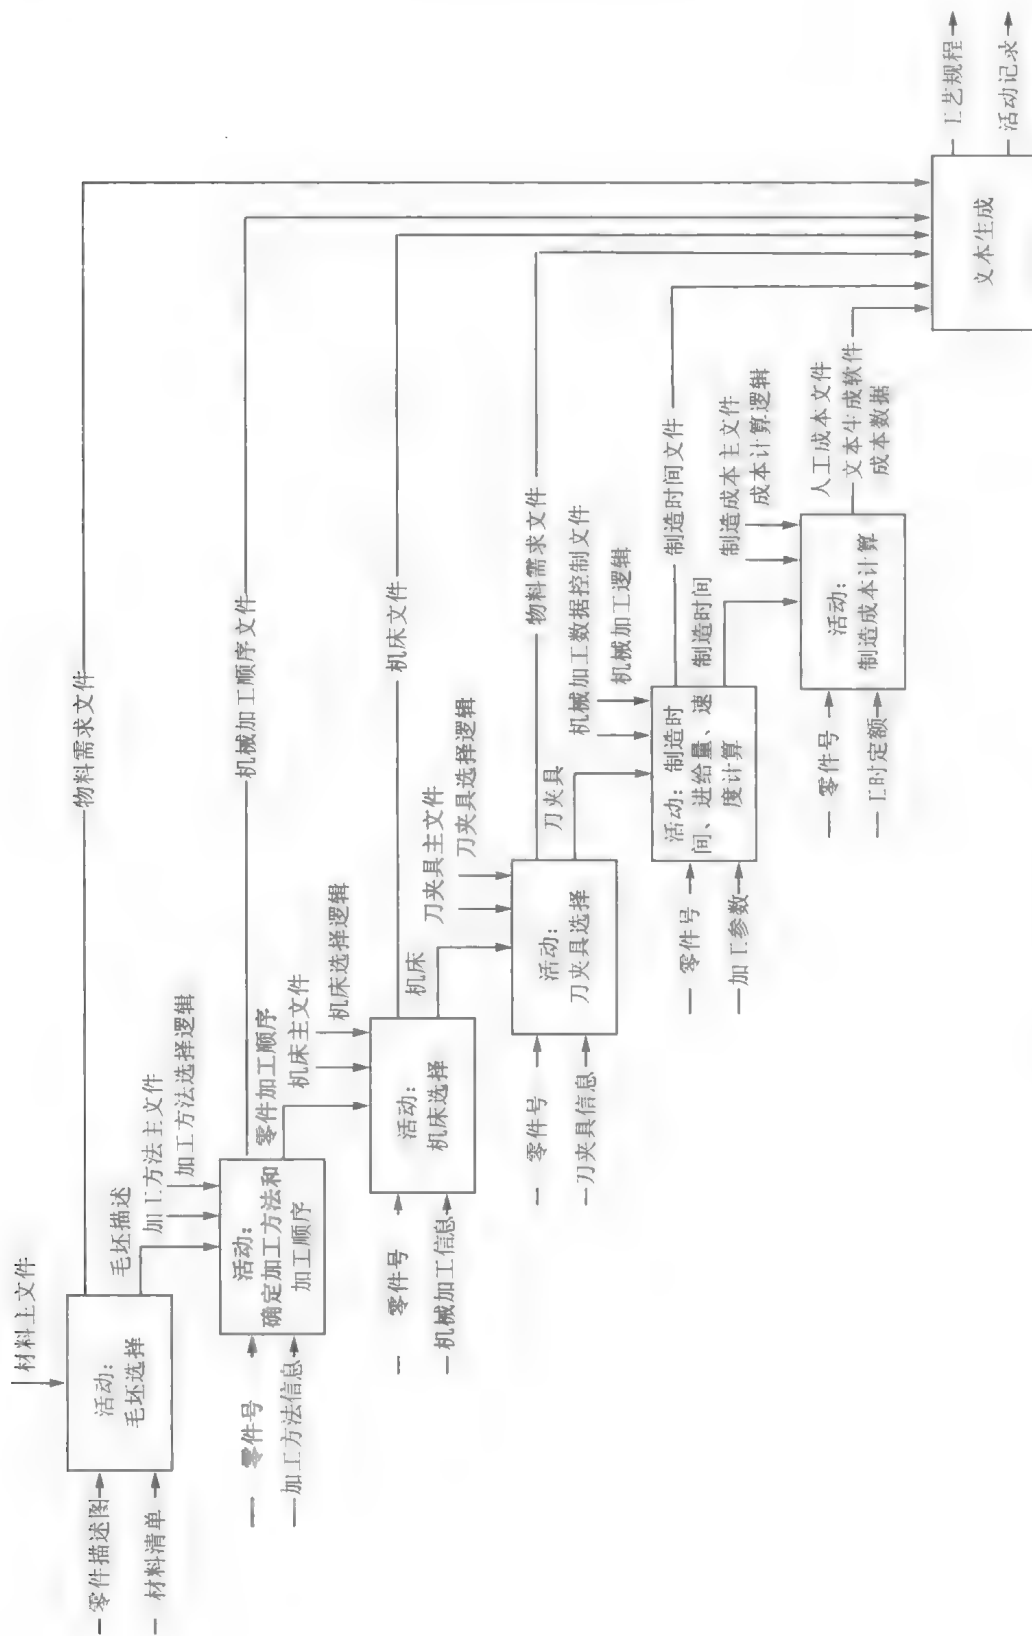 材料主文件
零件描述图
材料清单
活动:
毛坯选择
物料需求文件
毛坯描述
加工方法主文件
加工方法选择逻辑
零件号
加工方法信息
活动:
确定加工方法和
加工顺序
机械加工顺序文件
零件加工顺序
机床主文件
机床选择逻辑
零件号
机械加工信息
活动:
机床选择
机床文件
机床
刀夹具主文件
刀夹具选择逻辑
零件号
刀夹具信息
活动:
刀夹具选择
物料需求文件
刀夹具
机械加工数据控制文件
机械加工逻辑
零件号
加工参数
活动: 制造时
间、进给量、速
度计算
制造时间文件
制造时间
制造成本主文件
成本计算逻辑
零件号
工时定额
活动:
制造成本计算
人工成本文件
文本生成软件
成本数据
文本生成
工艺规程
活动记录